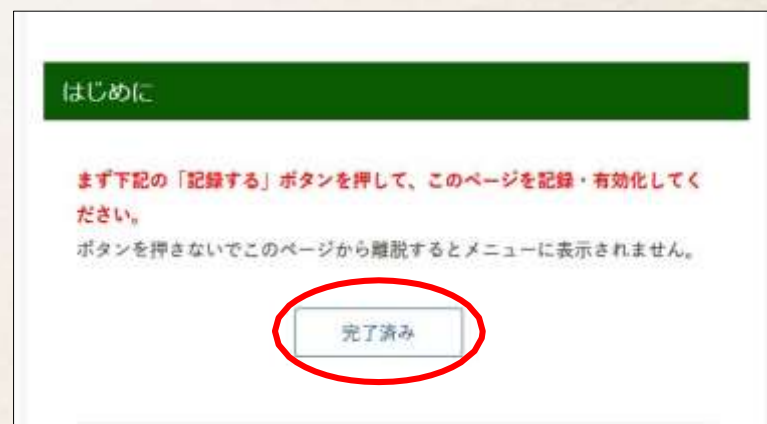 はじめに
まず下記の「記録する」ボタンを押して、このページを記録・有効化してく
ださい。
ボタンを押さないでこのページから離脱するとメニューに表示されません。
完了済み